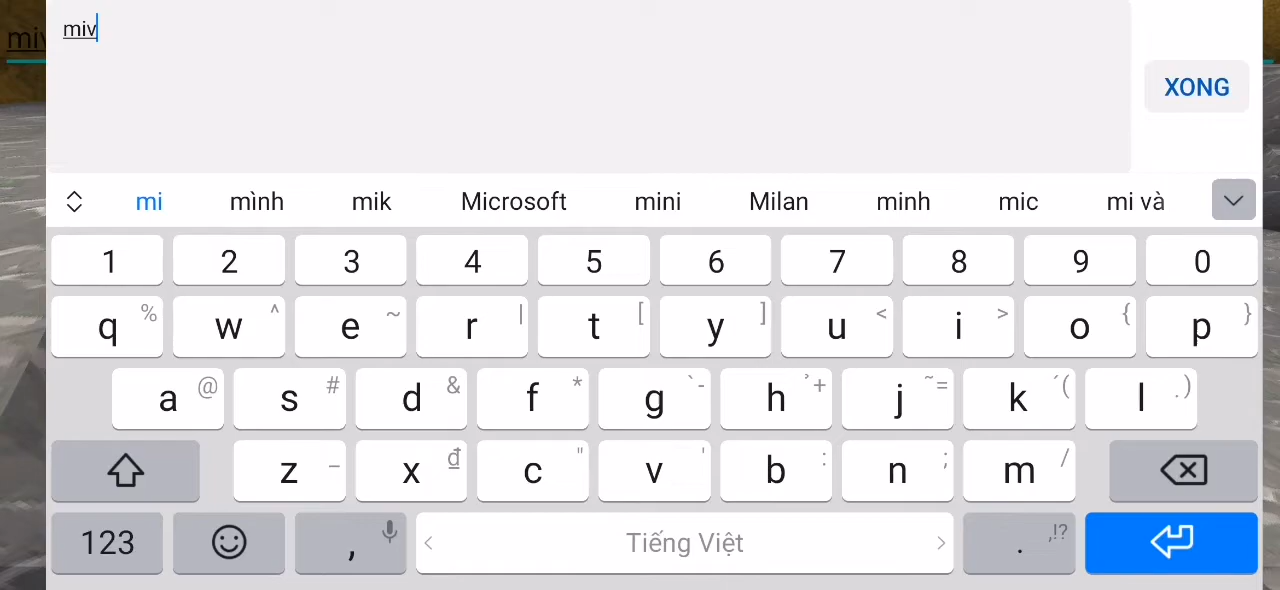 miv
miv
XONG
mi mình mik Microsoft mini Milan minh mic mi và
1 2 3 4 5 6 7 8 9 0
q % w ^ e ~ r | t [ y ] u < i > o { p }
a @ s # d & f * g ` - h ̉ + j ˜ = k ´ ( l . )
z – x ₫ c " v ' b : n ; m /
123 , < Tiếng Việt > . ,!?